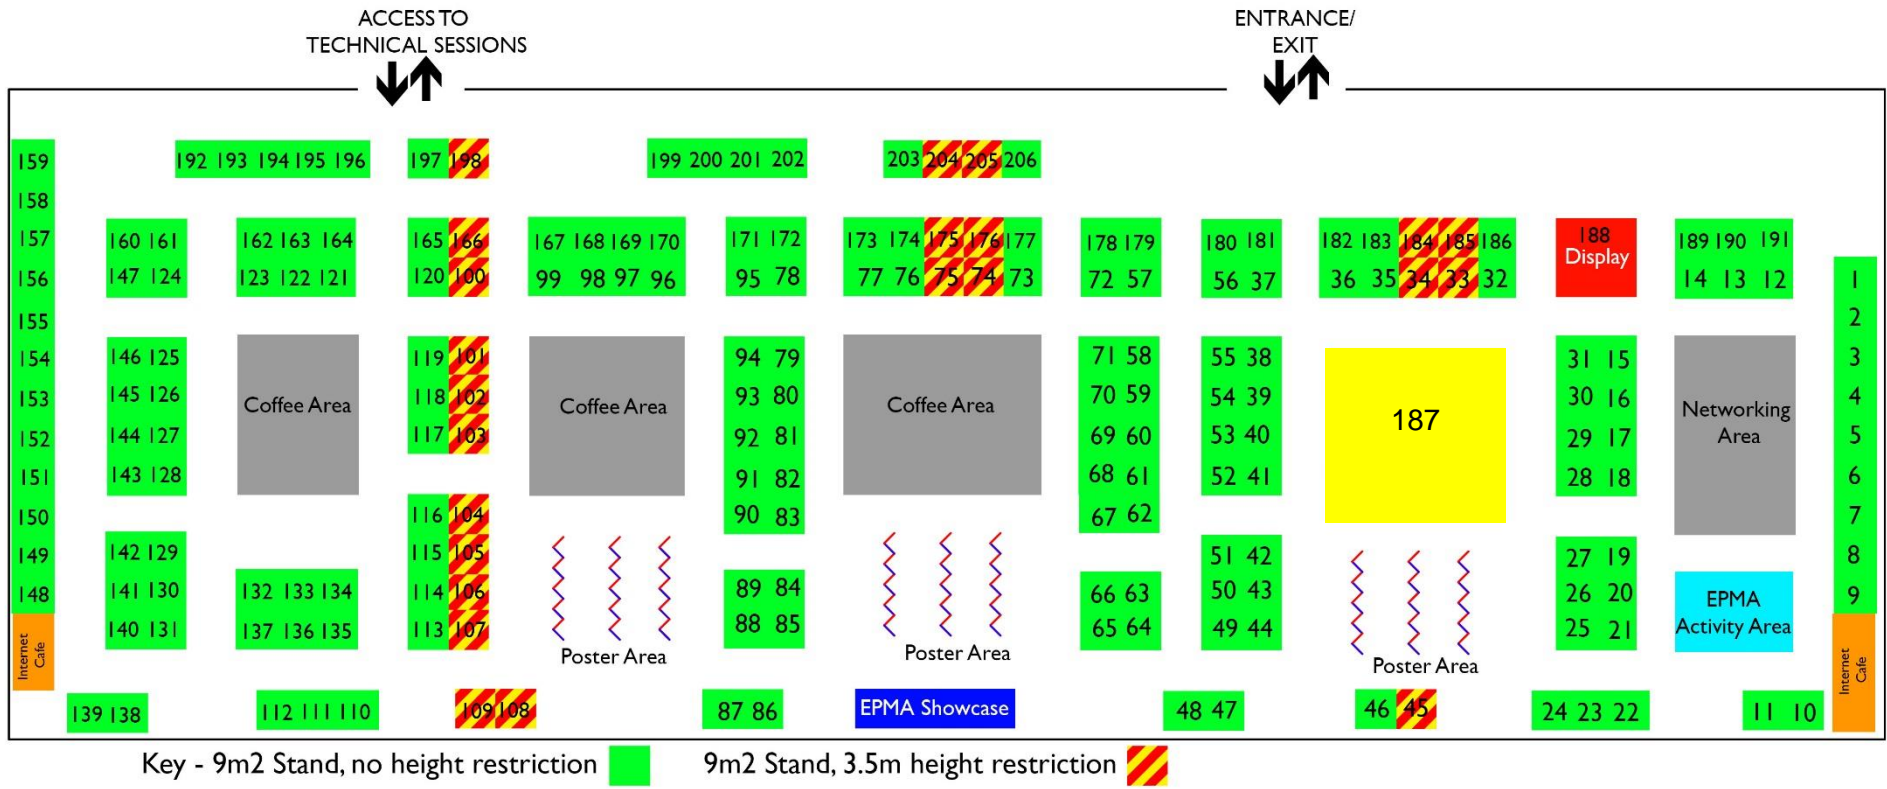 ACCESS TO
TECHNICAL SESSIONS
ENTRANCE/
EXIT
159
192 193 194 195 196
197 198
199 200 201 202
203 204 205 206
158
157
160 161
162 163 164
165 166
167 168 169 170
171 172
173 174 175 176 177
178 179
180 181
182 183 184 185 186
188
Display
189 190 191
156
147 124
123 122 121
120 100
99 98 97 96
95 78
77 76 75 74 73
72 57
56 37
36 35 34 33 32
14 13 12
1
155
2
154
146 125
119 101
94 79
71 58
55 38
31 15
3
153
145 126
Coffee Area
118 102
Coffee Area
93 80
Coffee Area
70 59
54 39
187
30 16
Networking
Area
4
152
144 127
117 103
92 81
69 60
53 40
29 17
5
151
143 128
91 82
68 61
52 41
28 18
6
150
116 104
90 83
67 62
7
149
142 129
115 105
51 42
27 19
8
148
141 130
132 133 134
114 106
89 84
66 63
50 43
26 20
EPMA
Activity Area
9
140 131
137 136 135
113 107
88 85
65 64
49 44
25 21
Internet
Cafe
Poster Area
Poster Area
Poster Area
Internet
Cafe
139 138
112 111 110
109 108
87 86
EPMA Showcase
48 47
46 45
24 23 22
11 10
Key - 9m2 Stand, no height restriction
9m2 Stand, 3.5m height restriction